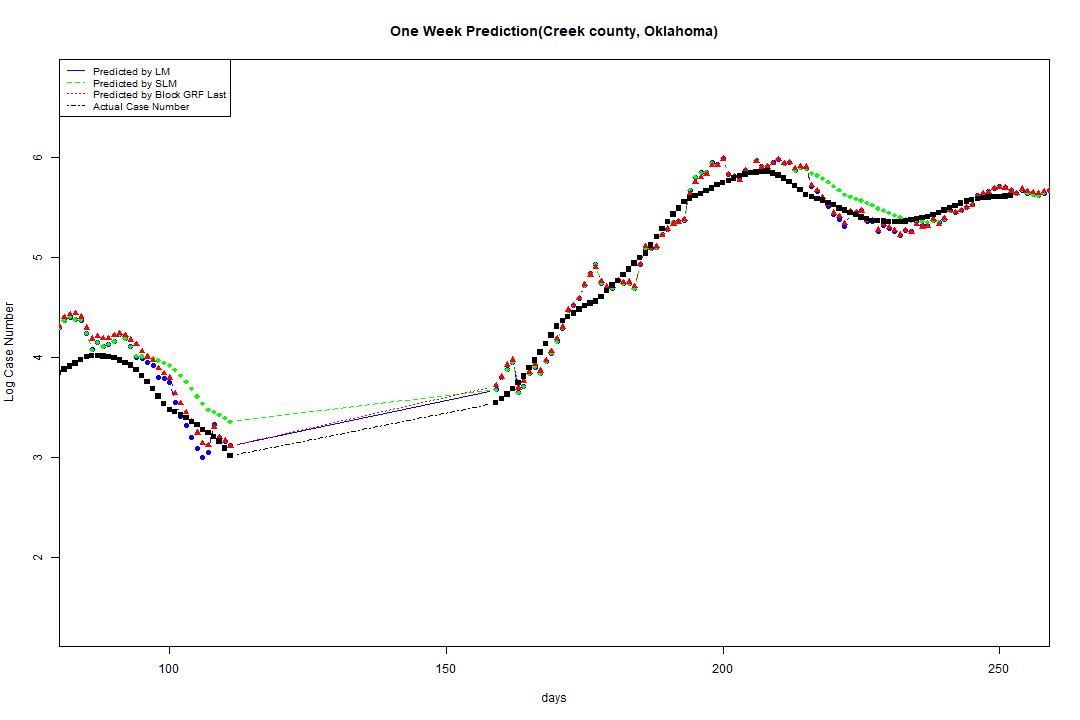 One Week Prediction(Creek county, Oklahoma)
Predicted by LM
Predicted by SLM
Predicted by Block GRF Last
Actual Case Number
Log Case Number
6
5
4
3
2
100 150 200 250
days